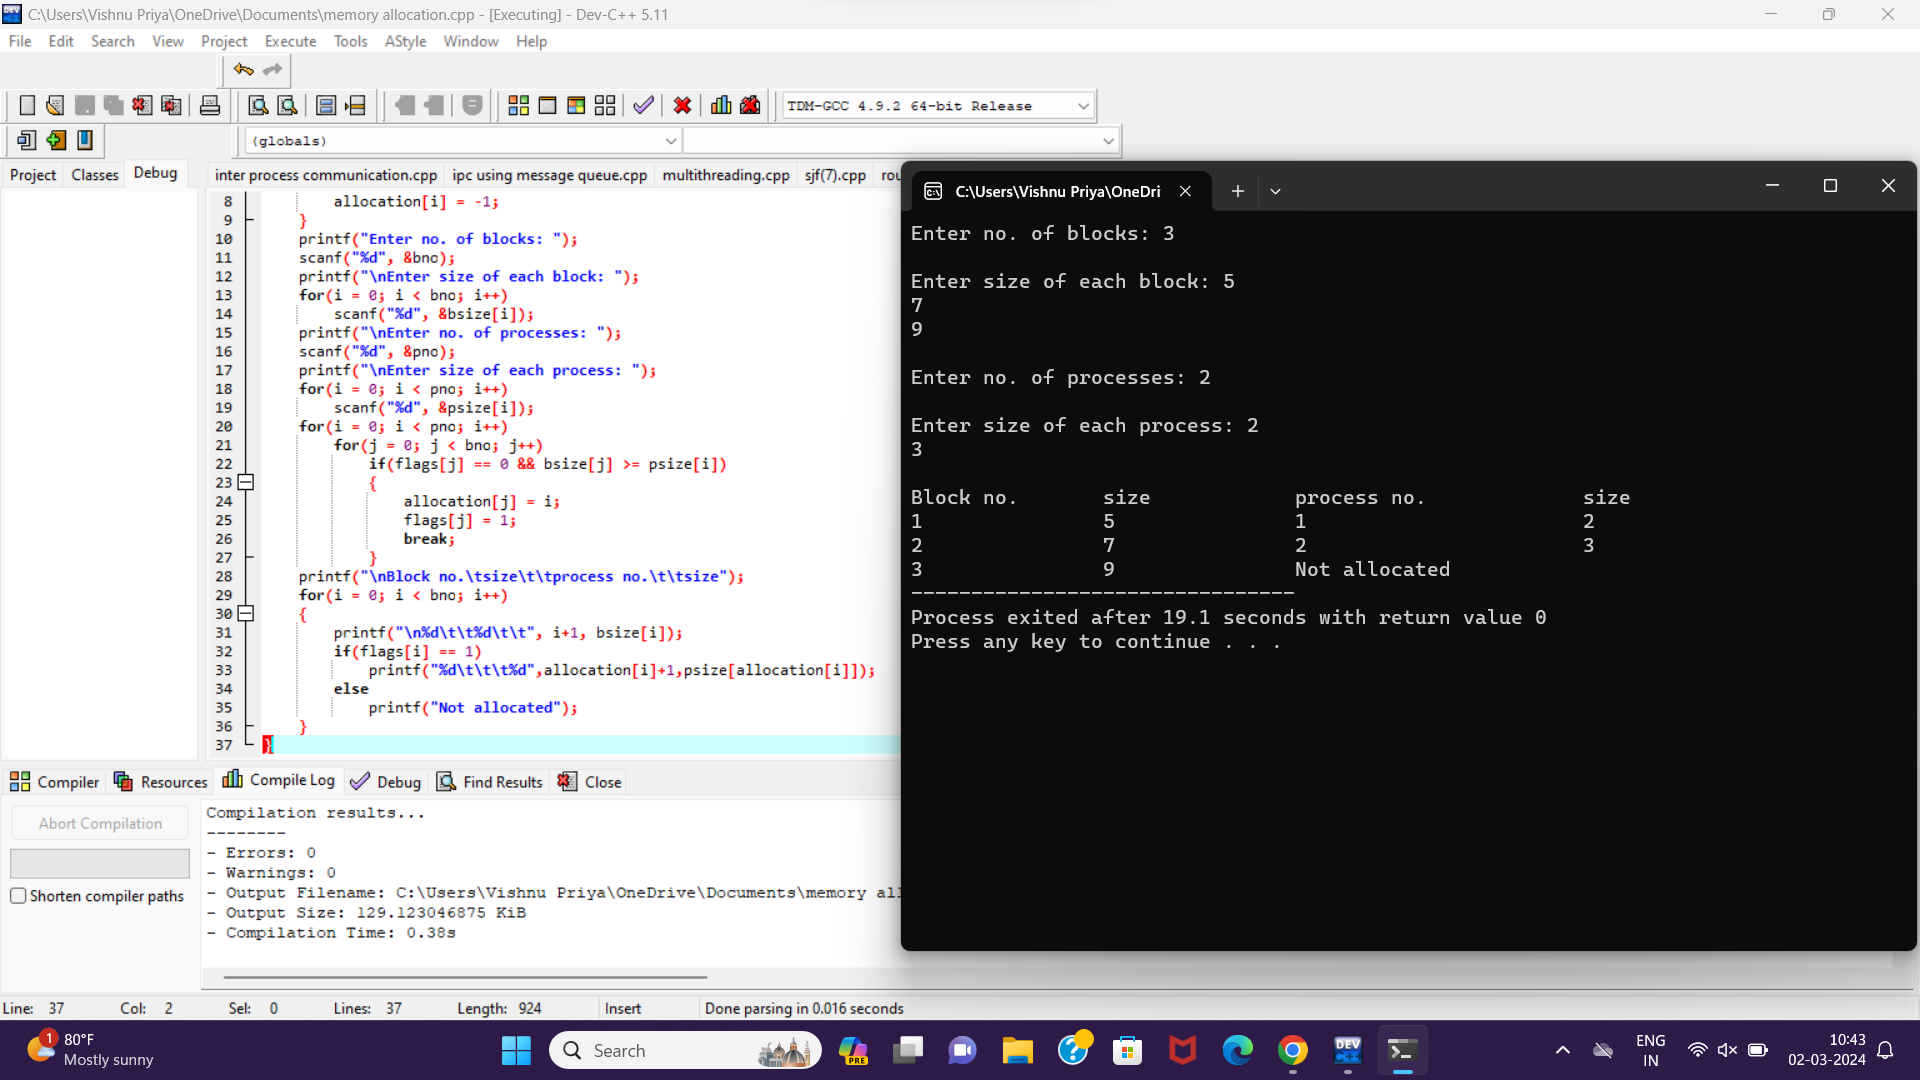 C:\Users\Vishnu Priya\OneDrive\Documents\memory allocation.cpp - [Executing] - Dev-C++ 5.11
File Edit Search View Project Execute Tools AStyle Window Help
TDM-GCC 4.9.2 64-bit Release
(globals)
Project Classes Debug
inter process communication.cpp ipc using message queue.cpp multithreading.cpp sjf(7).cpp rou
8 allocation[i] = -1;
9 }
10 printf("Enter no. of blocks: ");
11 scanf("%d", &bno);
12 printf("\nEnter size of each block: ");
13 for(i = 0; i < bno; i++)
14 scanf("%d", &bsize[i]);
15 printf("\nEnter no. of processes: ");
16 scanf("%d", &pno);
17 printf("\nEnter size of each process: ");
18 for(i = 0; i < pno; i++)
19 scanf("%d", &psize[i]);
20 for(i = 0; i < pno; i++)
21 for(j = 0; j < bno; j++)
22 if(flags[j] == 0 && bsize[j] >= psize[i])
23 {
24 allocation[j] = i;
25 flags[j] = 1;
26 break;
27 }
28 printf("\nBlock no.\tsize\t\tprocess no.\t\tsize");
29 for(i = 0; i < bno; i++)
30 {
31 printf("\n%d\t\t%d\t\t", i+1, bsize[i]);
32 if(flags[i] == 1)
33 printf("%d\t\t\t%d",allocation[i]+1,psize[allocation[i]]);
34 else
35 printf("Not allocated");
36 }
37 }
C:\Users\Vishnu Priya\OneDri
Enter no. of blocks: 3
Enter size of each block: 5
7
9
Enter no. of processes: 2
Enter size of each process: 2
3
Block no. size process no. size
1 5 1 2
2 7 2 3
3 9 Not allocated
--------------------------------
Process exited after 19.1 seconds with return value 0
Press any key to continue . . .
Compiler Resources Compile Log Debug Find Results Close
Abort Compilation
Shorten compiler paths
Compilation results...
--------
- Errors: 0
- Warnings: 0
- Output Filename: C:\Users\Vishnu Priya\OneDrive\Documents\memory all
- Output Size: 129.123046875 KiB
- Compilation Time: 0.38s
Line: 37 Col: 2 Sel: 0 Lines: 37 Length: 924 Insert Done parsing in 0.016 seconds
1
80°F
Mostly sunny
Search
PRE
DEV
C++
ENG
IN
10:43
02-03-2024